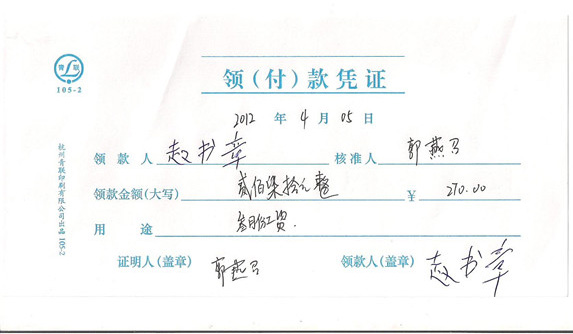 青联
105-2
领(付)款凭证
2012 年 4 月 05 日
领款人 赵书章 核准人 郭燕
领款金额(大写) 贰佰柒拾元整 ¥ 270.00
用途 叁月份工资.
证明人(盖章) 郭燕 领款人(盖章) 赵书章
杭州青联印刷有限公司出品 105-2